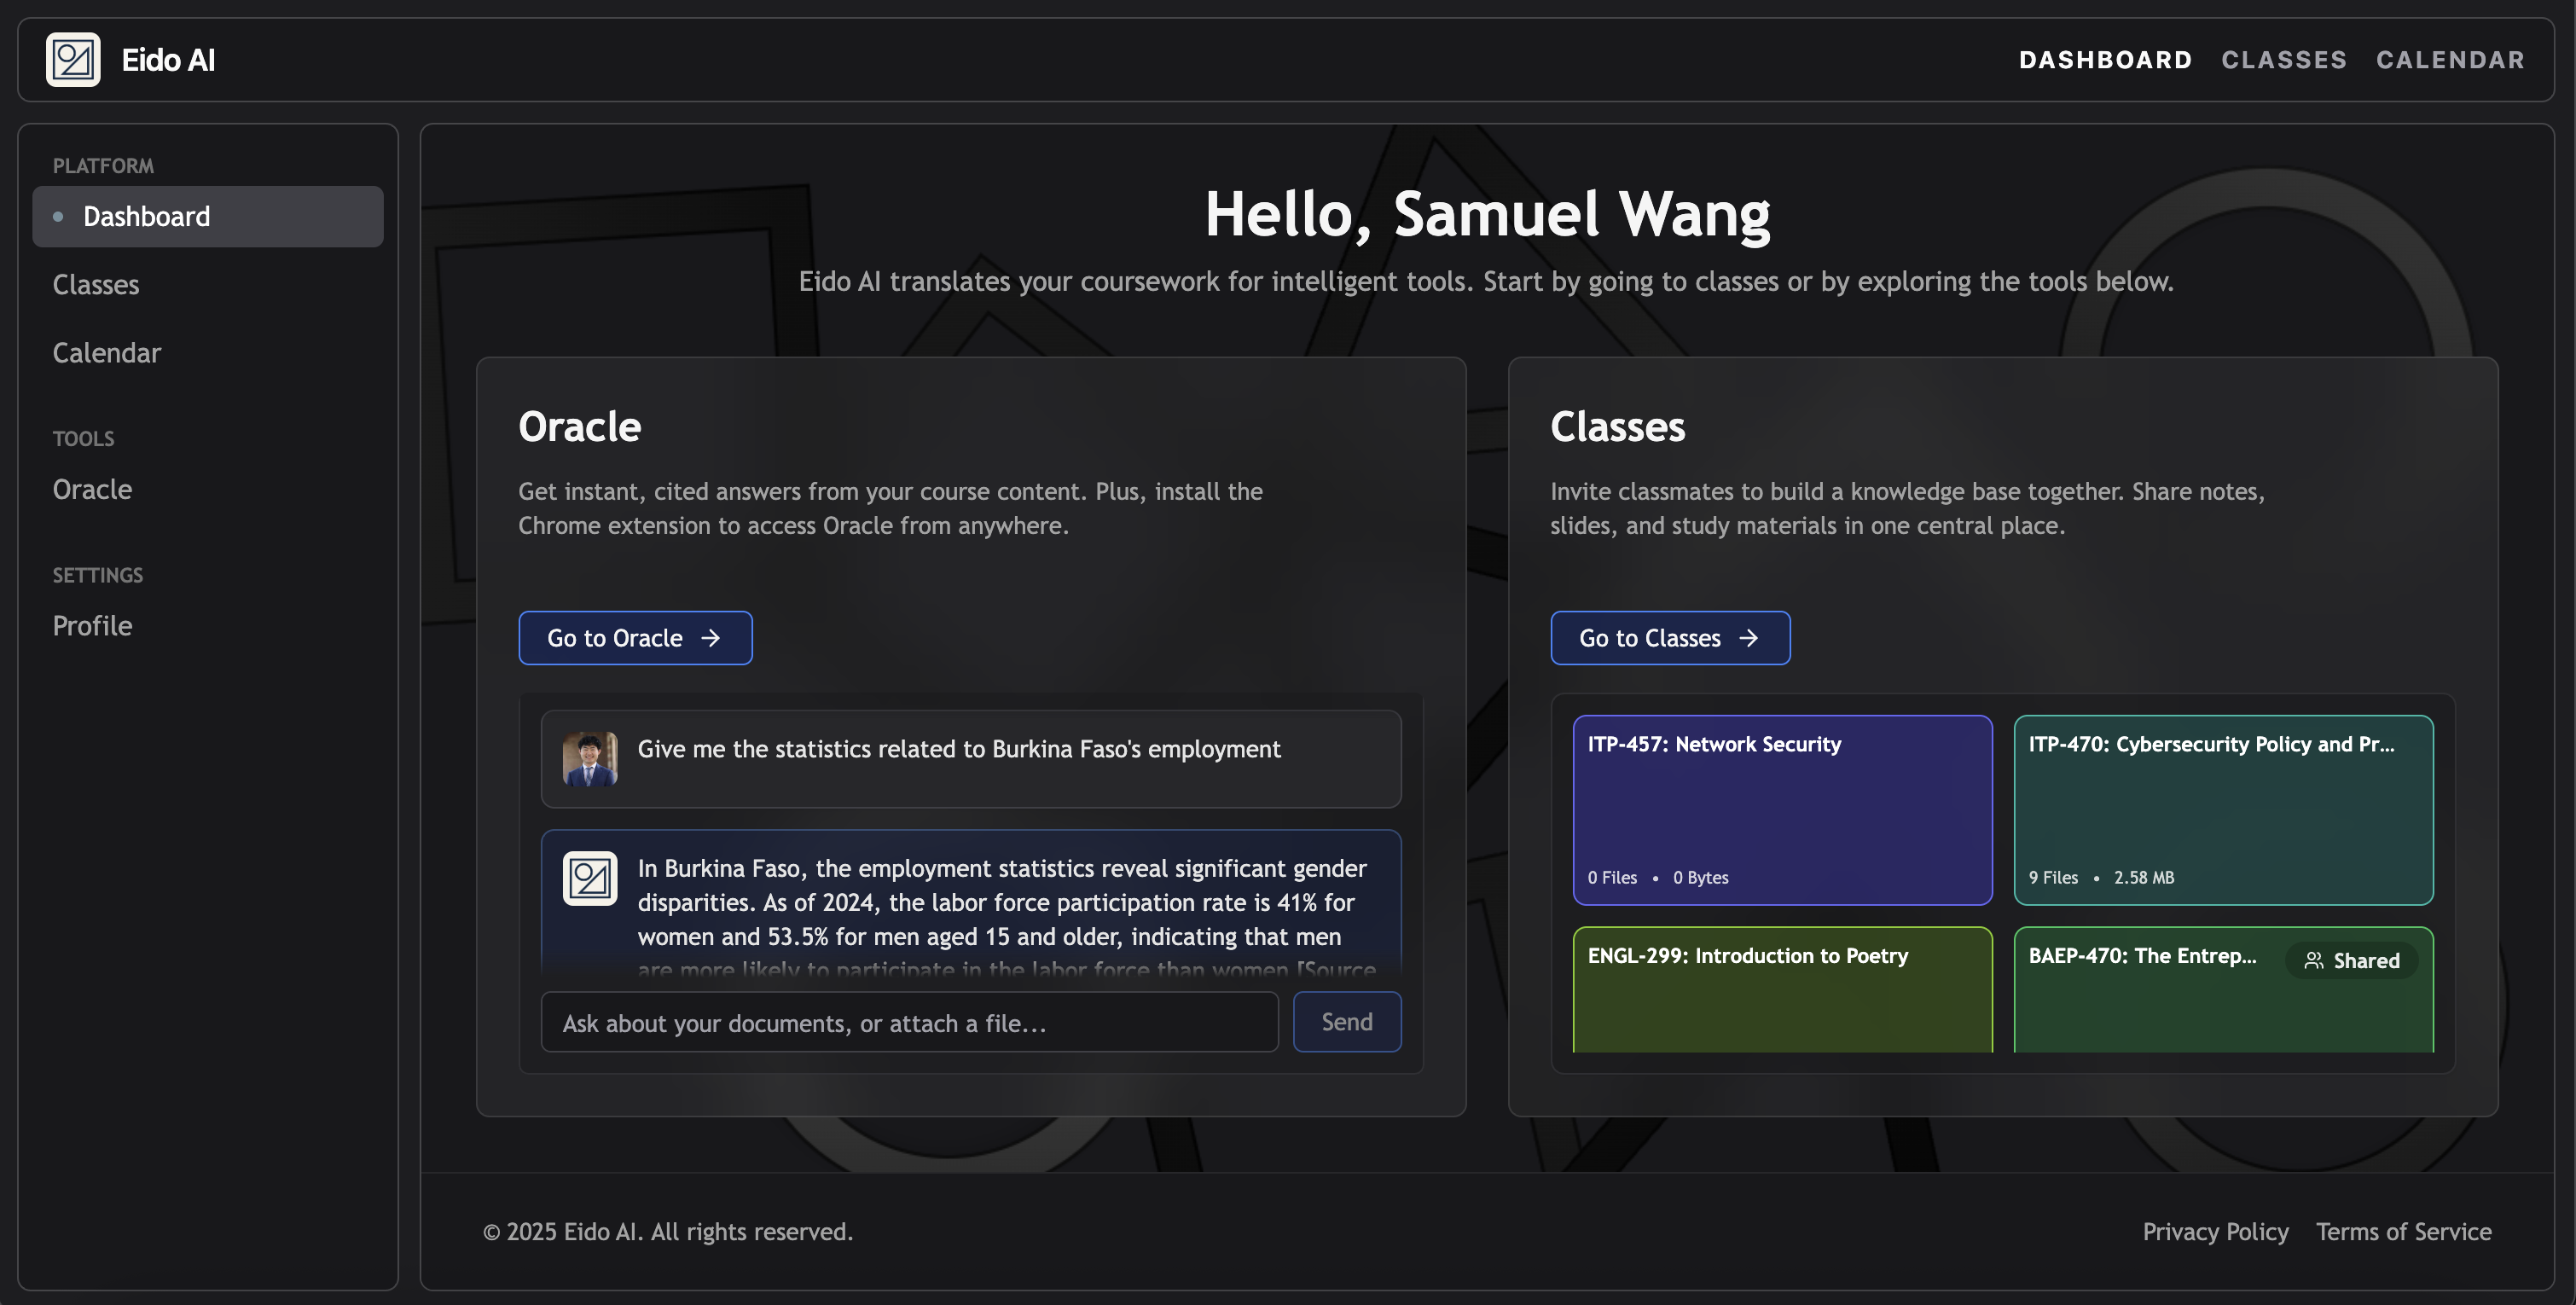 Eido AI
DASHBOARD CLASSES CALENDAR
PLATFORM
Dashboard
Classes
Calendar
TOOLS
Oracle
SETTINGS
Profile
Hello, Samuel Wang
Eido AI translates your coursework for intelligent tools. Start by going to classes or by exploring the tools below.
Oracle
Get instant, cited answers from your course content. Plus, install the
Chrome extension to access Oracle from anywhere.
Go to Oracle →
Give me the statistics related to Burkina Faso's employment
In Burkina Faso, the employment statistics reveal significant gender
disparities. As of 2024, the labor force participation rate is 41% for
women and 53.5% for men aged 15 and older, indicating that men
are more likely to participate in the labor force than women [Source
Ask about your documents, or attach a file...
Send
Classes
Invite classmates to build a knowledge base together. Share notes,
slides, and study materials in one central place.
Go to Classes →
ITP-457: Network Security
0 Files • 0 Bytes
ITP-470: Cybersecurity Policy and Pr...
9 Files • 2.58 MB
ENGL-299: Introduction to Poetry
BAEP-470: The Entrep...
Shared
© 2025 Eido AI. All rights reserved.
Privacy Policy Terms of Service